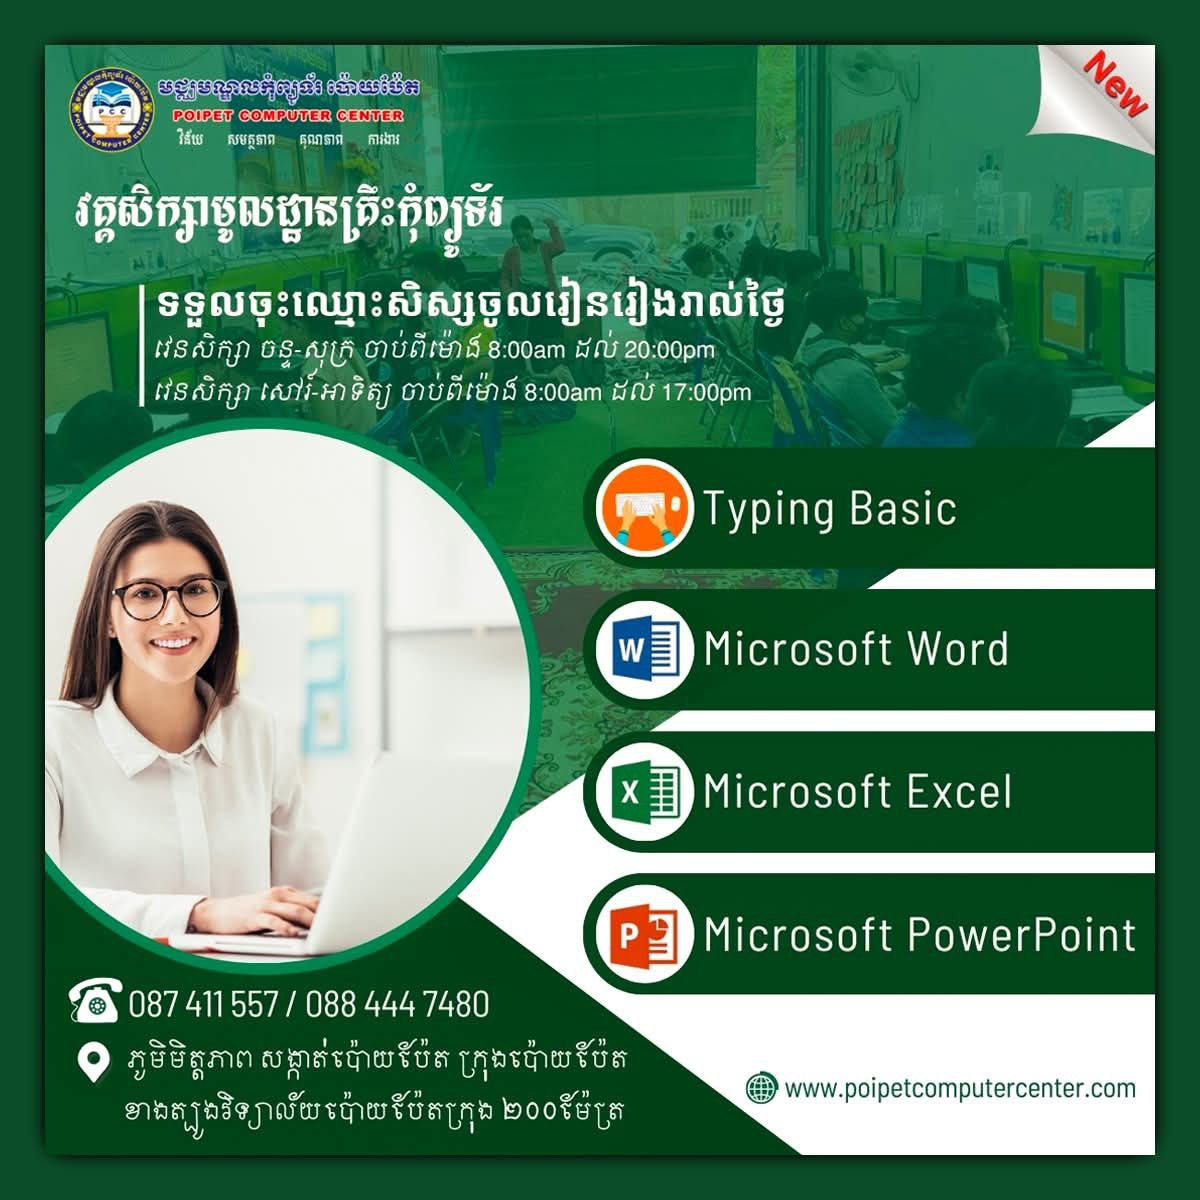 មជ្ឈមណ្ឌលកុំព្យូទ័រ ប៉ោយប៉ែត
POIPET COMPUTER CENTER
វិន័យ សមត្ថភាព គុណភាព ការងារ
PCC
POIPET COMPUTER CENTER
New
វគ្គសិក្សាមូលដ្ឋានគ្រឹះកុំព្យូទ័រ
ទទួលចុះឈ្មោះសិស្សចូលរៀនរៀងរាល់ថ្ងៃ
វេនសិក្សា ចន្ទ-សុក្រ ចាប់ពីម៉ោង 8:00am ដល់ 20:00pm
វេនសិក្សា សៅរ៍-អាទិត្យ ចាប់ពីម៉ោង 8:00am ដល់ 17:00pm
Typing Basic
Microsoft Word
Microsoft Excel
Microsoft PowerPoint
087 411 557 / 088 444 7480
ភូមិមិត្តភាព សង្កាត់ប៉ោយប៉ែត ក្រុងប៉ោយប៉ែត
ខាងត្បូងវិទ្យាល័យប៉ោយប៉ែតក្រុង ២០០ម៉ែត្រ
www.poipetcomputercenter.com